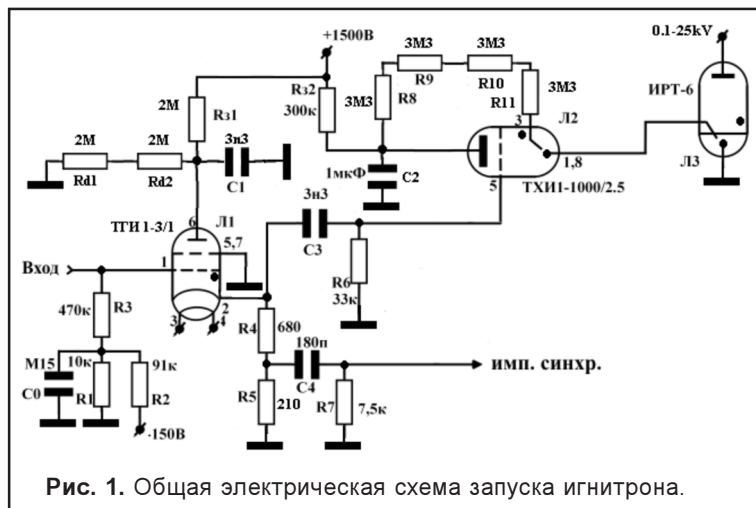 +1500В
0.1-25kV
3М3
3М3
R9
R10
3М3
R11
3М3
R8
Rз2
300к
2М
Rз1
ИРТ-6
3
Л2
1,8
5
ТХИ1-1000/2.5
Л3
2М
2М
Rd1
Rd2
3н3
C1
1мкФ
C2
6
Л1
ТГИ 1-3/1
5,7
3н3
C3
Вход
1
2
3
4
R6
33к
470к
R3
R4
680
180п
C4
имп. синхр.
М15
10к
91к
C0
R1
R2
R5
210
R7
7,5к
-150В
Рис. 1. Общая электрическая схема запуска игнитрона.